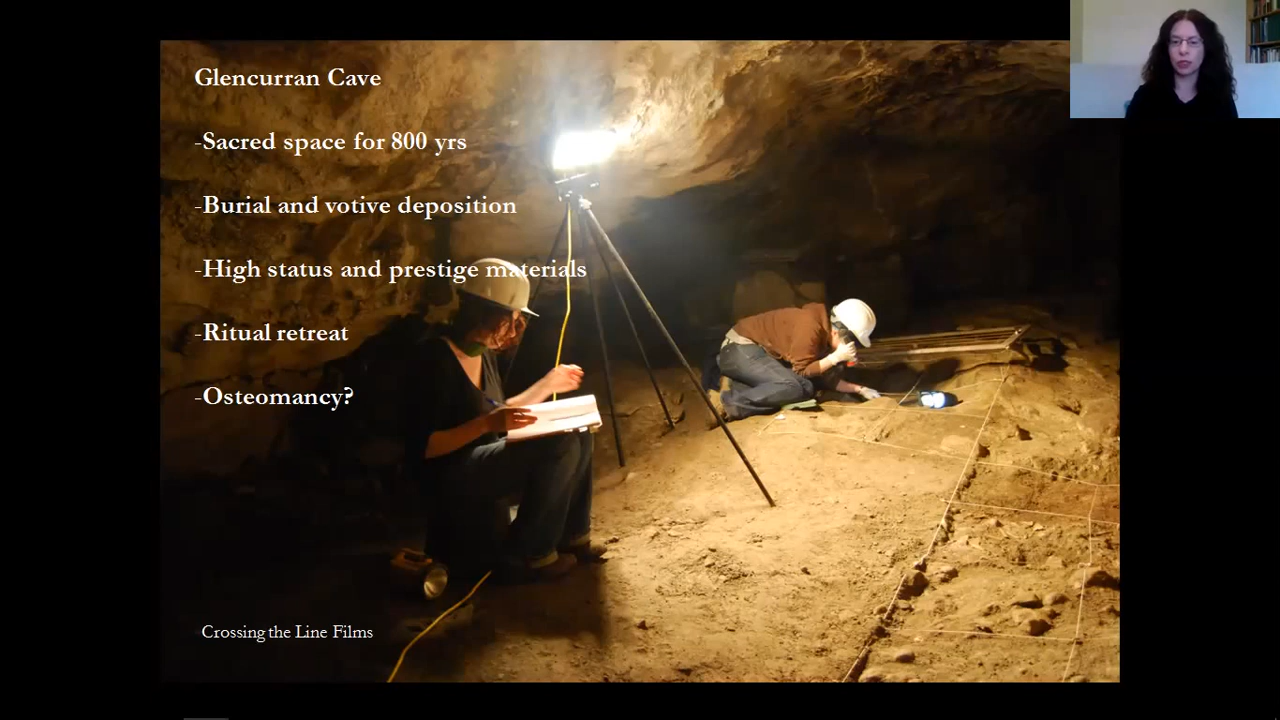 Glencurran Cave
-Sacred space for 800 yrs
-Burial and votive deposition
-High status and prestige materials
-Ritual retreat
-Osteomancy?
Crossing the Line Films